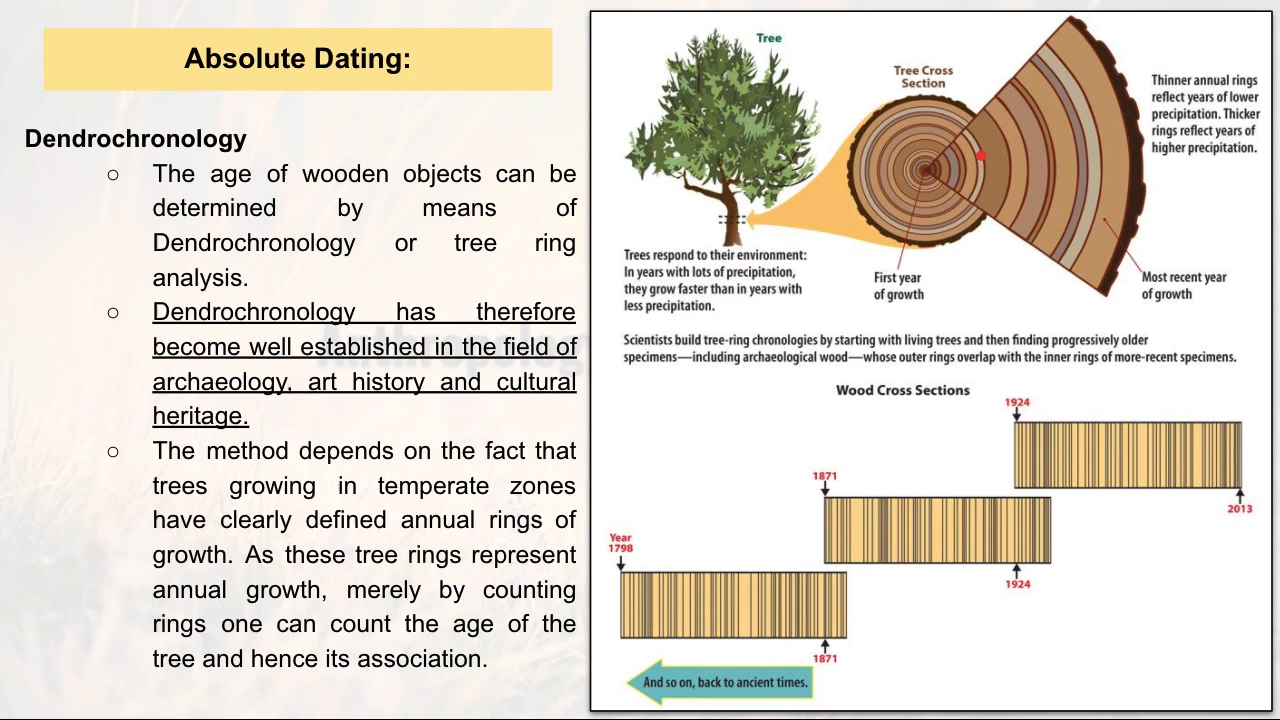 Absolute Dating:
Dendrochronology
○ The age of wooden objects can be
determined by means of
Dendrochronology or tree ring
analysis.
○ Dendrochronology has therefore
become well established in the field of
archaeology, art history and cultural
heritage.
○ The method depends on the fact that
trees growing in temperate zones
have clearly defined annual rings of
growth. As these tree rings represent
annual growth, merely by counting
rings one can count the age of the
tree and hence its association.
Tree
Tree Cross
Section
Thinner annual rings
reflect years of lower
precipitation. Thicker
rings reflect years of
higher precipitation.
Trees respond to their environment:
In years with lots of precipitation,
they grow faster than in years with
less precipitation.
First year
of growth
Most recent year
of growth
Scientists build tree-ring chronologies by starting with living trees and then finding progressively older
specimens—including archaeological wood—whose outer rings overlap with the inner rings of more-recent specimens.
Wood Cross Sections
1924
2013
1871
1924
Year
1798
1871
And so on, back to ancient times.